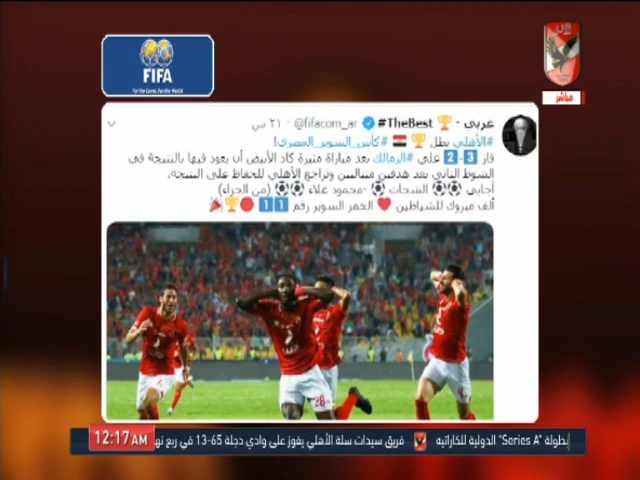 FIFA
For the Game. For the World.
مباشر
عربي - 🏆 TheBest# @fifacom_ar · ٢١ س
#الأهلي بطل 🏆 🇪🇬 #كأس_السوبر_المصري!
فاز 3-2 على #الزمالك بعد مباراة مثيرة كاد الأبيض أن يعود فيها بالنتيجة في
الشوط الثاني بعد هدفين متتاليين وتراجع الأهلي للحفاظ على النتيجة.
أجايي ⚽⚽ الشحات ⚽ -محمود علاء ⚽⚽ (من الجزاء)
ألف مبروك للشياطين ❤️ الحمر السوبر رقم 11 🔴🏆🎉
28
12:17 AM
بطولة "Series A" الدولية للكاراتيه
فريق سيدات سلة الأهلي يفوز على وادي دجلة 65-13 في ربع نها